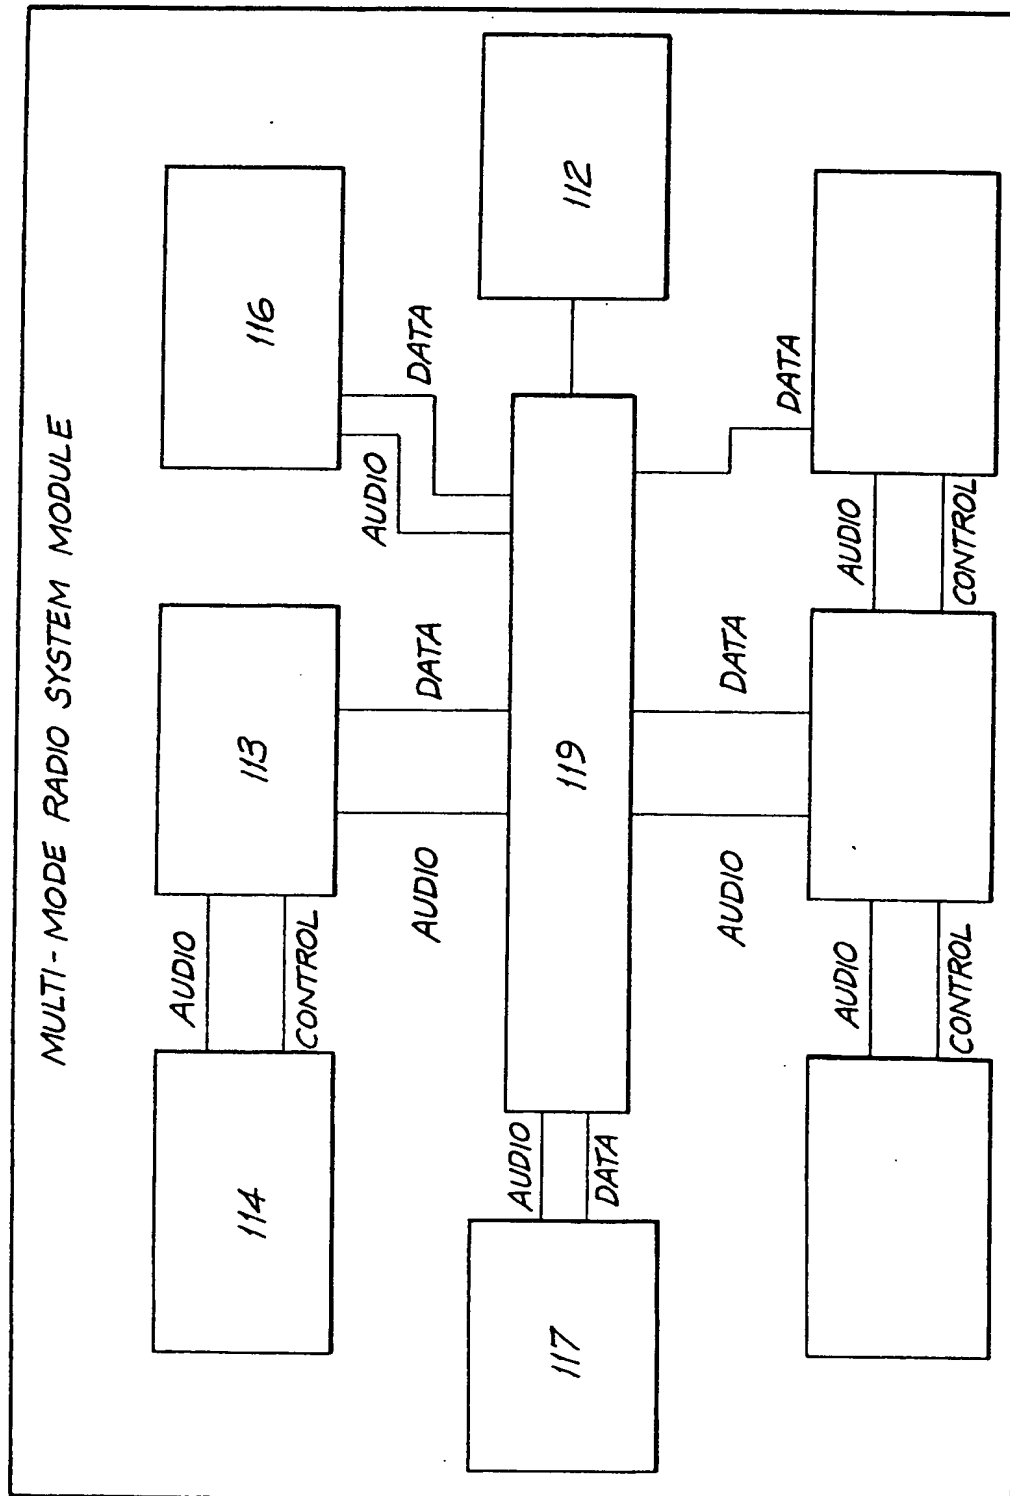 MULTI-MODE RADIO SYSTEM MODULE
AUDIO
114
113
116
CONTROL
AUDIO
DATA
AUDIO
DATA
AUDIO
117
119
112
DATA
AUDIO
DATA
DATA
AUDIO
AUDIO
CONTROL
CONTROL